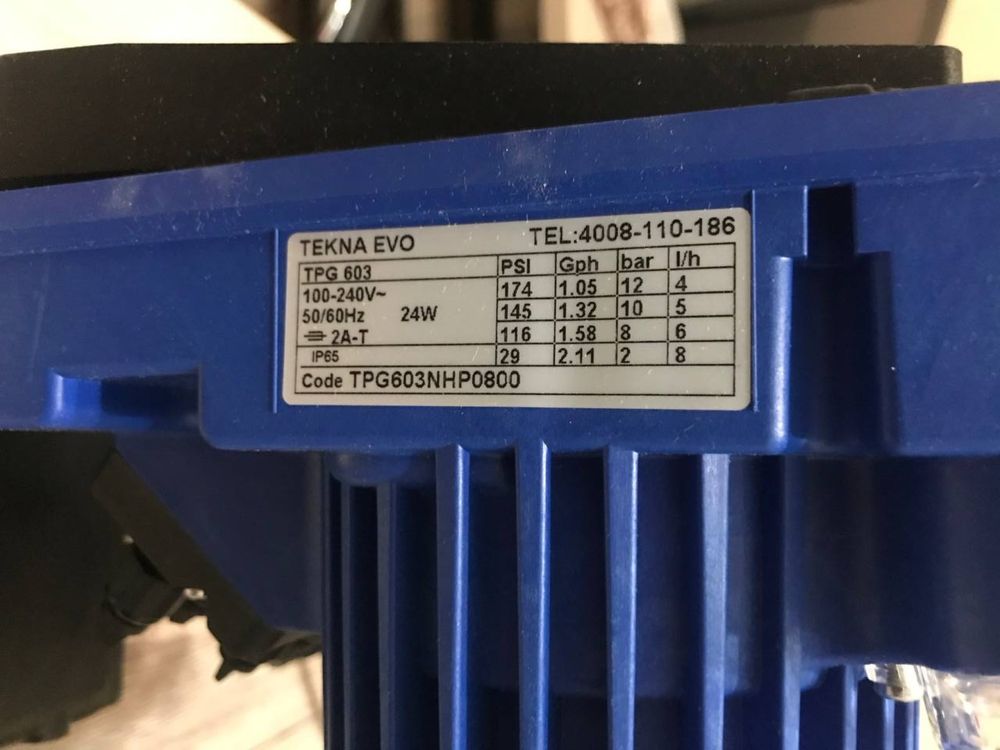 TEKNA EVO TEL:4008-110-186
TPG 603 PSI Gph bar l/h
100-240V~ 174 1.05 12 4
50/60Hz 24W 145 1.32 10 5
2A-T 116 1.58 8 6
IP65 29 2.11 2 8
Code TPG603NHP0800